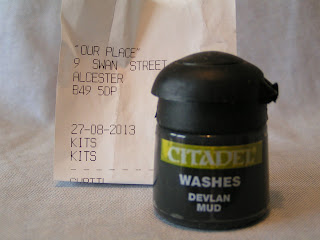 "OUR PLACE"
9 SWAN STREET
ALCESTER
B49 5DP
27-08-2013
KITS
KITS
CITADEL
WASHES
DEVLAN
MUD